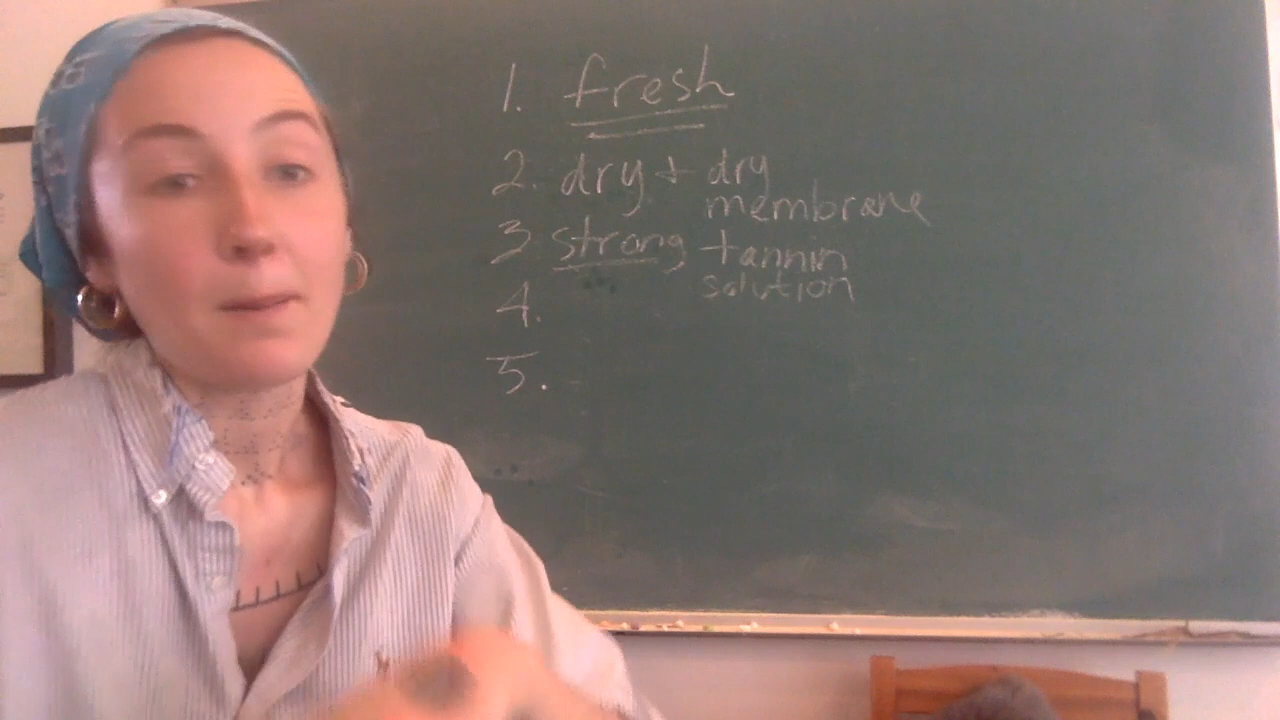 1. fresh
2. dry + dry
membrane
3 strong tannin
solution
4.
5.